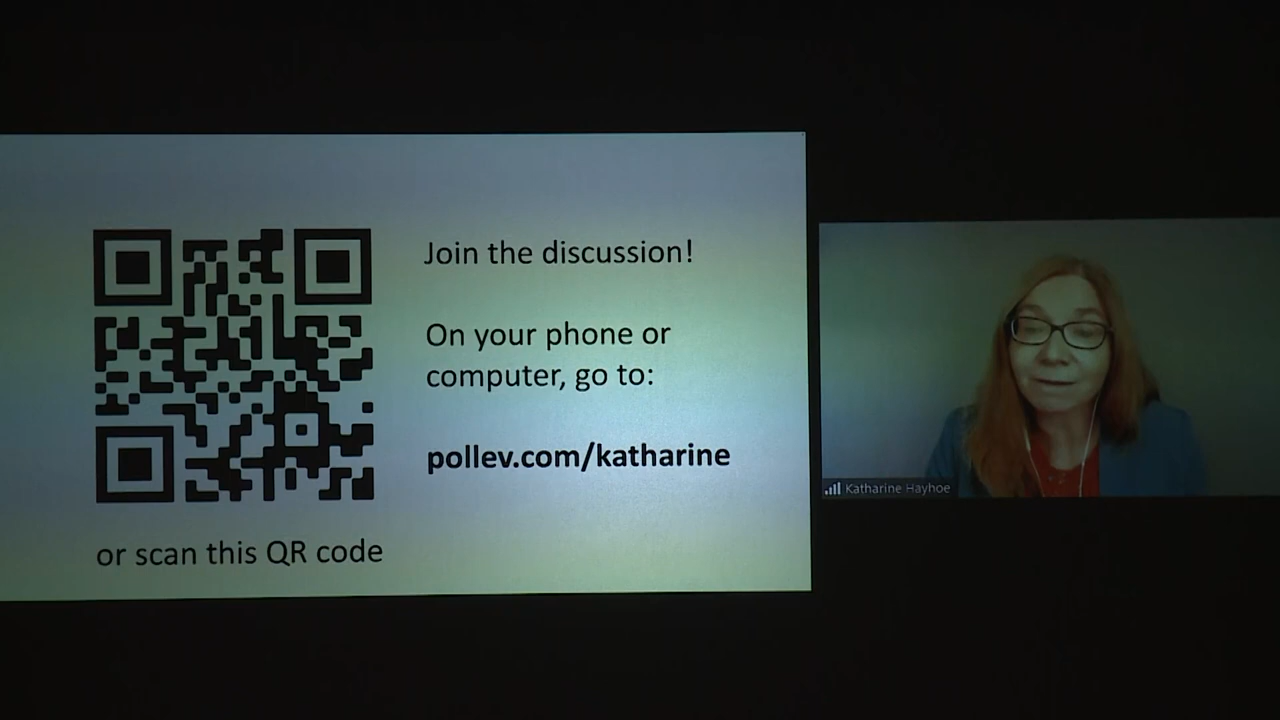 Join the discussion!
On your phone or
computer, go to:
pollev.com/katharine
or scan this QR code
Katharine Hayhoe